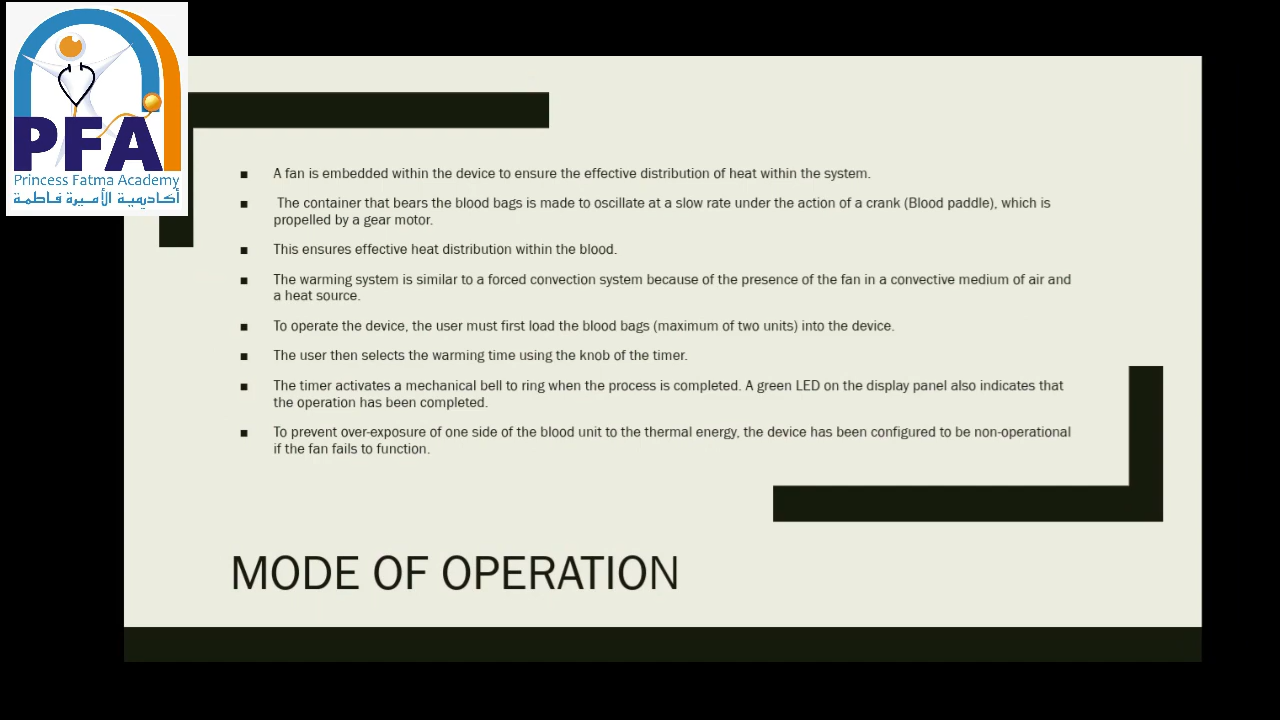 PFA
Princess Fatma Academy
أكاديمية الأميرة فاطمة
■ A fan is embedded within the device to ensure the effective distribution of heat within the system.
■ The container that bears the blood bags is made to oscillate at a slow rate under the action of a crank (Blood paddle), which is
propelled by a gear motor.
■ This ensures effective heat distribution within the blood.
■ The warming system is similar to a forced convection system because of the presence of the fan in a convective medium of air and
a heat source.
■ To operate the device, the user must first load the blood bags (maximum of two units) into the device.
■ The user then selects the warming time using the knob of the timer.
■ The timer activates a mechanical bell to ring when the process is completed. A green LED on the display panel also indicates that
the operation has been completed.
■ To prevent over-exposure of one side of the blood unit to the thermal energy, the device has been configured to be non-operational
if the fan fails to function.
MODE OF OPERATION